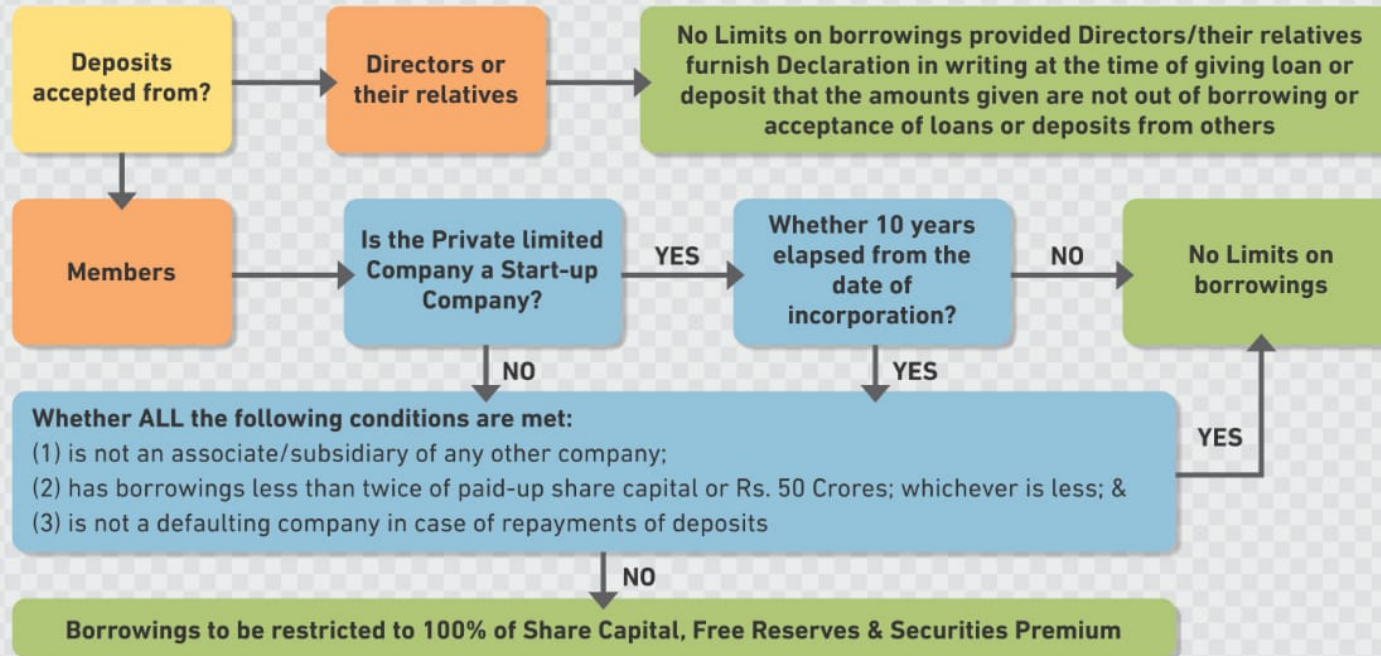 Deposits
accepted from?
Directors or
their relatives
No Limits on borrowings provided Directors/their relatives
furnish Declaration in writing at the time of giving loan or
deposit that the amounts given are not out of borrowing or
acceptance of loans or deposits from others
Members
Is the Private limited
Company a Start-up
Company?
YES
Whether 10 years
elapsed from the
date of
incorporation?
NO
No Limits on
borrowings
NO
YES
Whether ALL the following conditions are met:
(1) is not an associate/subsidiary of any other company;
(2) has borrowings less than twice of paid-up share capital or Rs. 50 Crores; whichever is less; &
(3) is not a defaulting company in case of repayments of deposits
YES
NO
Borrowings to be restricted to 100% of Share Capital, Free Reserves & Securities Premium